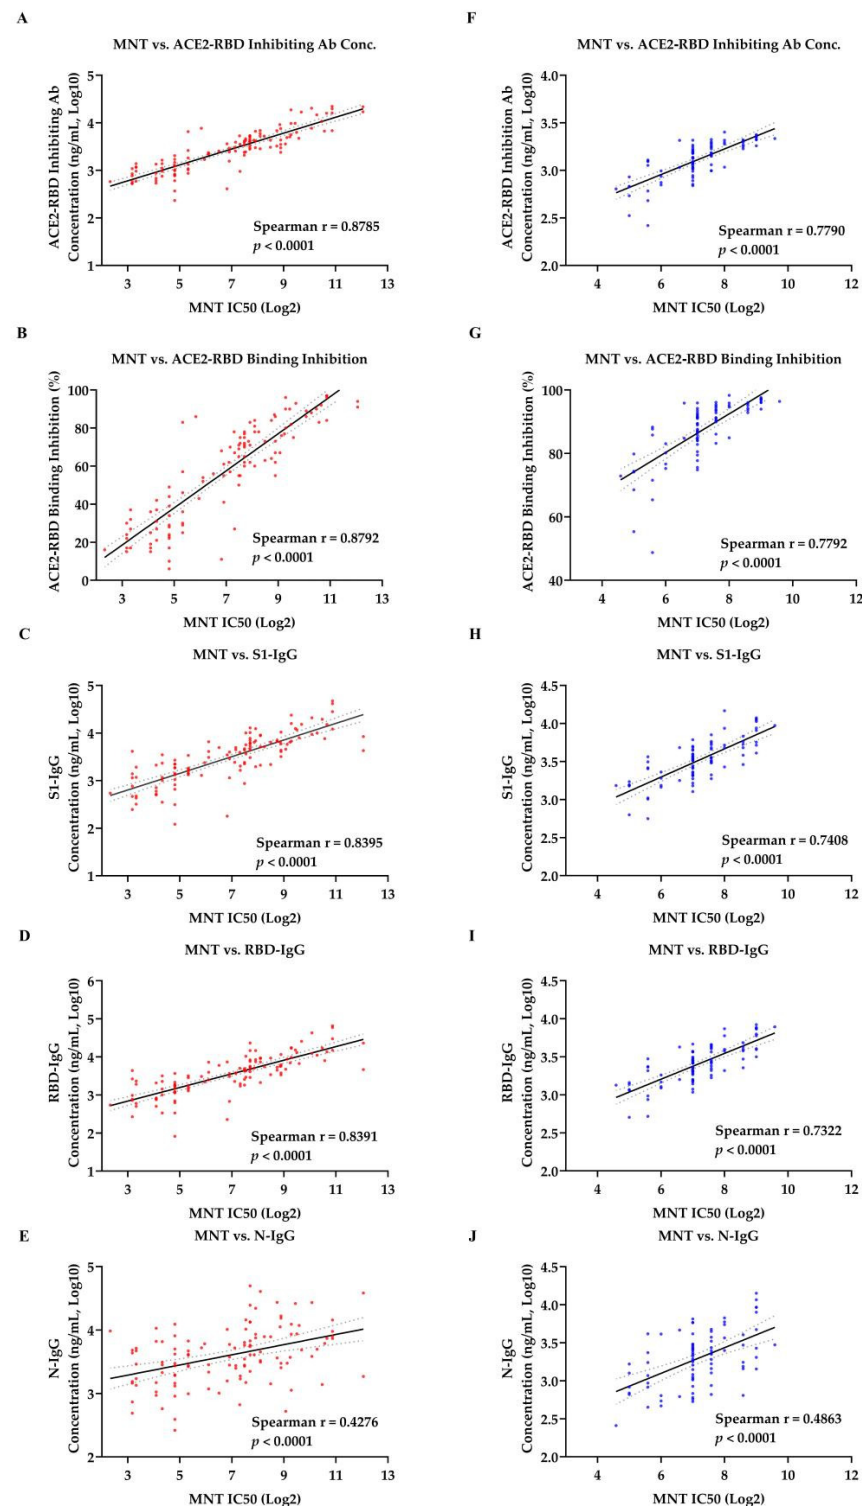 A
MNT vs. ACE2-RBD Inhibiting Ab Conc.
ACE2-RBD Inhibiting Ab
Concentration (ng/mL, Log10)
5
4
3
2
1
Spearman r = 0.8785
p < 0.0001
3 5 7 9 11 13
MNT IC50 (Log2)
F
MNT vs. ACE2-RBD Inhibiting Ab Conc.
ACE2-RBD Inhibition Ab
Concentration (ng/mL, Log10)
4.0
3.5
3.0
2.5
2.0
Spearman r = 0.7790
p < 0.0001
4 6 8 10 12
MNT IC50 (Log2)
B
MNT vs. ACE2-RBD Binding Inhibition
ACE2-RBD Binding Inhibition (%)
100
80
60
40
20
0
Spearman r = 0.8792
p < 0.0001
3 5 7 9 11 13
MNT IC50 (Log2)
G
MNT vs. ACE2-RBD Binding Inhibition
ACE2-RBD Binding Inhibition (%)
100
80
60
40
Spearman r = 0.7792
p < 0.0001
4 6 8 10 12
MNT IC50 (Log2)
C
MNT vs. S1-IgG
S1-IgG
Concentration (ng/mL, Log10)
5
4
3
2
1
Spearman r = 0.8395
p < 0.0001
3 5 7 9 11 13
MNT IC50 (Log2)
H
MNT vs. S1-IgG
S1-IgG
Concentration (ng/mL, Log10)
4.5
4.0
3.5
3.0
2.5
2.0
Spearman r = 0.7408
p < 0.0001
4 6 8 10 12
MNT IC50 (Log2)
D
MNT vs. RBD-IgG
RBD-IgG
Concentration (ng/mL, Log10)
6
5
4
3
2
1
Spearman r = 0.8391
p < 0.0001
3 5 7 9 11 13
MNT IC50 (Log2)
I
MNT vs. RBD-IgG
RBD-IgG
Concentration (ng/mL, Log10)
4.5
4.0
3.5
3.0
2.5
2.0
Spearman r = 0.7322
p < 0.0001
4 6 8 10 12
MNT IC50 (Log2)
E
MNT vs. N-IgG
N-IgG
Concentration (ng/mL, Log10)
5
4
3
2
Spearman r = 0.4276
p < 0.0001
3 5 7 9 11 13
MNT IC50 (Log2)
J
MNT vs. N-IgG
N-IgG
Concentration (ng/mL, Log10)
4.5
4.0
3.5
3.0
2.5
2.0
Spearman r = 0.4863
p < 0.0001
4 6 8 10 12
MNT IC50 (Log2)